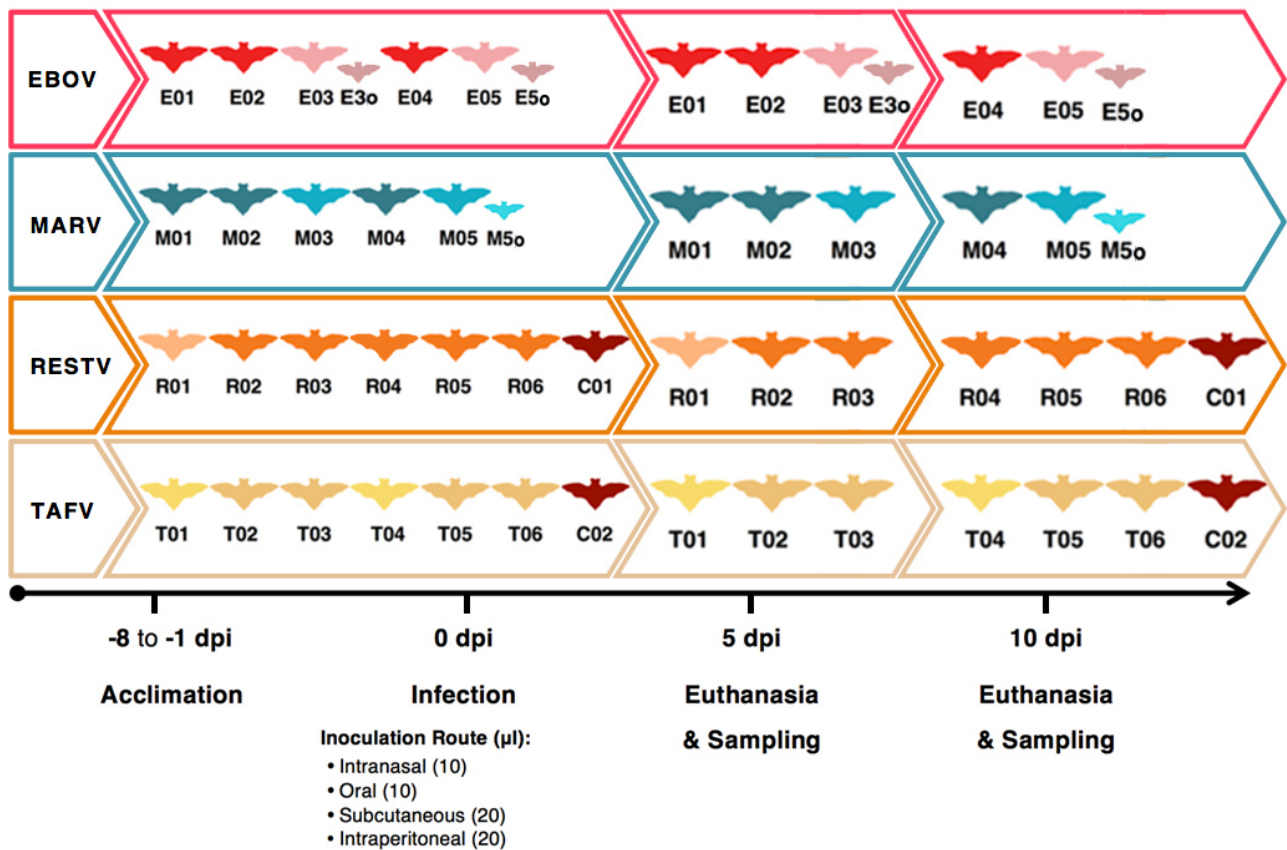 EBOV
E01 E02 E03 E3o E04 E05 E5o
E01 E02 E03 E3o
E04 E05 E5o
MARV
M01 M02 M03 M04 M05 M5o
M01 M02 M03
M04 M05 M5o
RESTV
R01 R02 R03 R04 R05 R06 C01
R01 R02 R03
R04 R05 R06 C01
TAFV
T01 T02 T03 T04 T05 T06 C02
T01 T02 T03
T04 T05 T06 C02
-8 to -1 dpi
0 dpi
5 dpi
10 dpi
Acclimation
Infection
Euthanasia
& Sampling
Euthanasia
& Sampling
Inoculation Route (µl):
• Intranasal (10)
• Oral (10)
• Subcutaneous (20)
• Intraperitoneal (20)